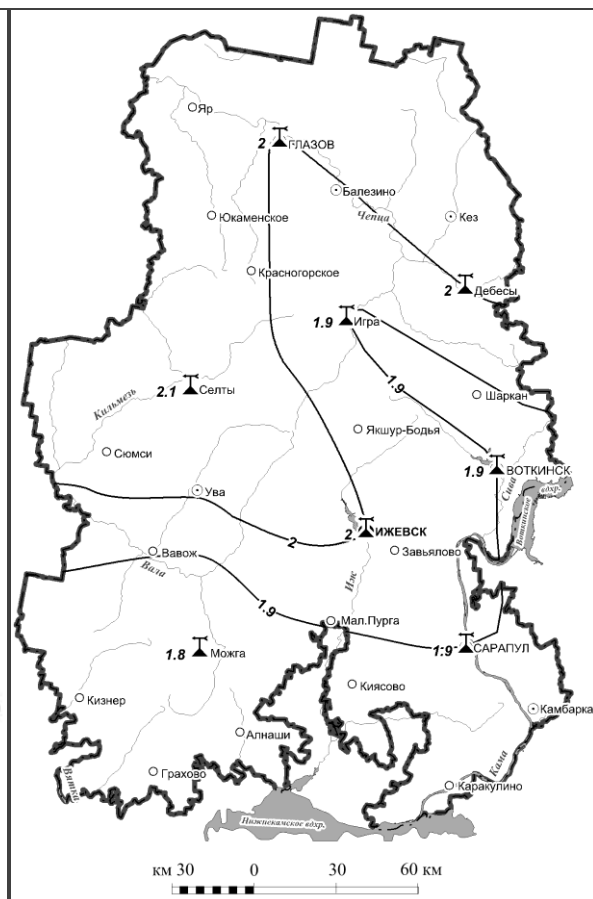 Яр
2 ГЛАЗОВ
Балезино
Юкаменское
Чепца
Кез
Красногорское
2 Дебесы
1.9 Игра
1.9
2.1 Селты
Шаркан
Кильмезь
Якшур-Бодья
Сюмси
1.9 ВОТКИНСК
Сива
Воткинское
вдхр.
Ува
2. ИЖЕВСК
2
Завьялово
Вавож
Вала
Иж
1.9
Мал.Пурга
1.8 Можга
1.9 САРАПУЛ
Киясово
Кизнер
Камбарка
Алнаши
Вятка
Грахово
Кама
Каракулино
Нижнекамское вдхр.
км 30 0 30 60 км